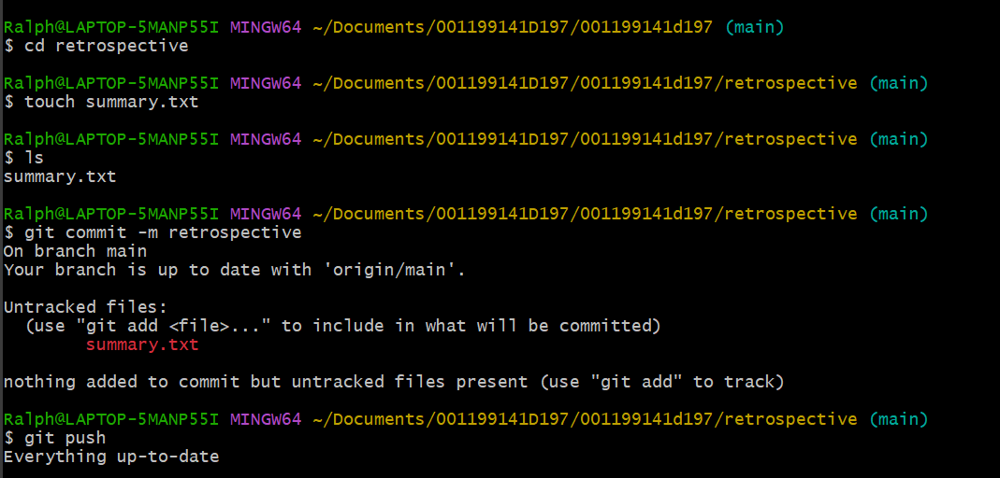 Ralph@LAPTOP-5MANP55I MINGW64 ~/Documents/001199141D197/001199141d197 (main)
$ cd retrospective

Ralph@LAPTOP-5MANP55I MINGW64 ~/Documents/001199141D197/001199141d197/retrospective (main)
$ touch summary.txt

Ralph@LAPTOP-5MANP55I MINGW64 ~/Documents/001199141D197/001199141d197/retrospective (main)
$ ls
summary.txt

Ralph@LAPTOP-5MANP55I MINGW64 ~/Documents/001199141D197/001199141d197/retrospective (main)
$ git commit -m retrospective
On branch main
Your branch is up to date with 'origin/main'.

Untracked files:
  (use "git add <file>..." to include in what will be committed)
        summary.txt

nothing added to commit but untracked files present (use "git add" to track)

Ralph@LAPTOP-5MANP55I MINGW64 ~/Documents/001199141D197/001199141d197/retrospective (main)
$ git push
Everything up-to-date